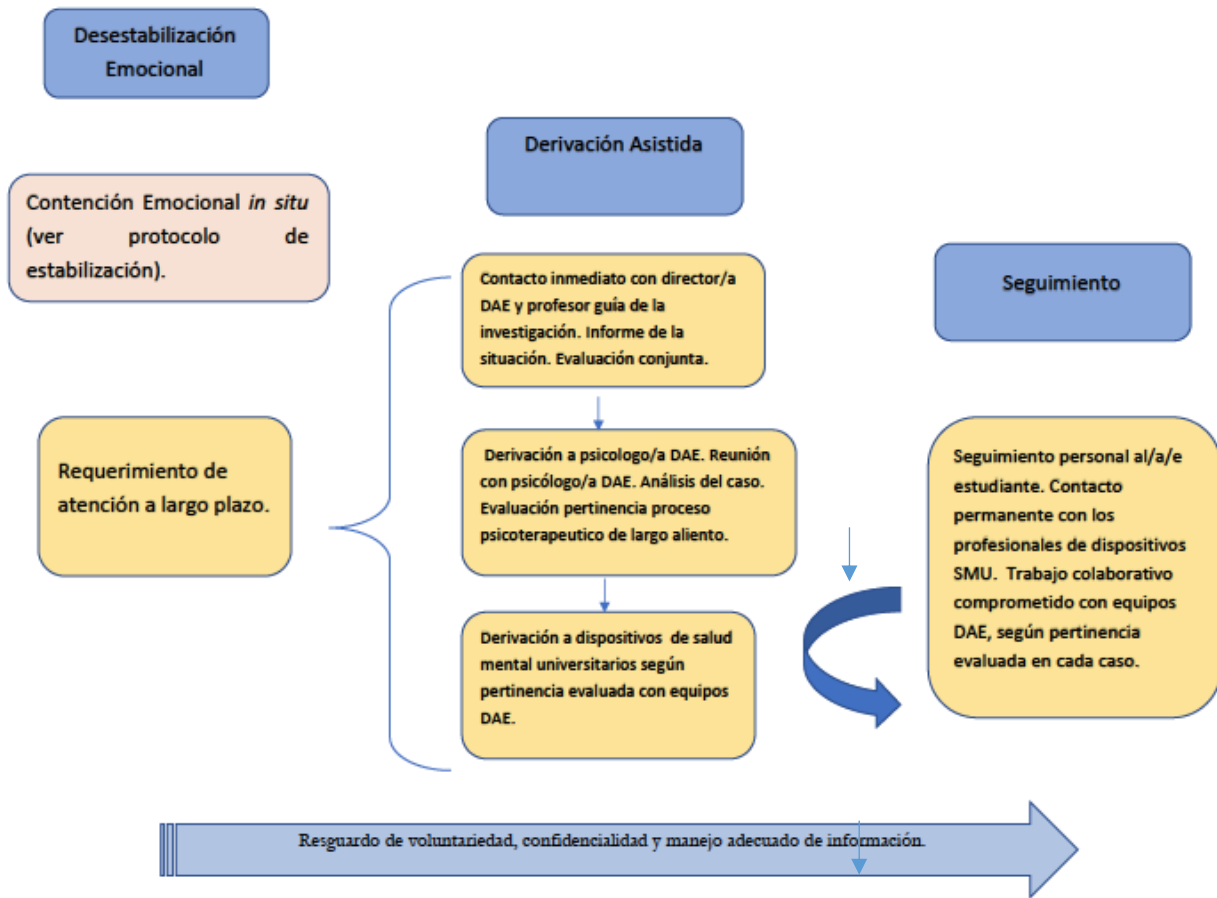 Desestabilización
Emocional
Contención Emocional in situ
(ver protocolo de
estabilización).
Requerimiento de
atención a largo plazo.
Derivación Asistida
Contacto inmediato con director/a
DAE y profesor guía de la
investigación. Informe de la
situación. Evaluación conjunta.
Derivación a psicologo/a DAE. Reunión
con psicólogo/a DAE. Análisis del caso.
Evaluación pertinencia proceso
psicoterapeutico de largo aliento.
Derivación a dispositivos de salud
mental universitarios según
pertinencia evaluada con equipos
DAE.
Seguimiento
Seguimiento personal al/a/e
estudiante. Contacto
permanente con los
profesionales de dispositivos
SMU. Trabajo colaborativo
comprometido con equipos
DAE, según pertinencia
evaluada en cada caso.
Resguardo de voluntariedad, confidencialidad y manejo adecuado de información.